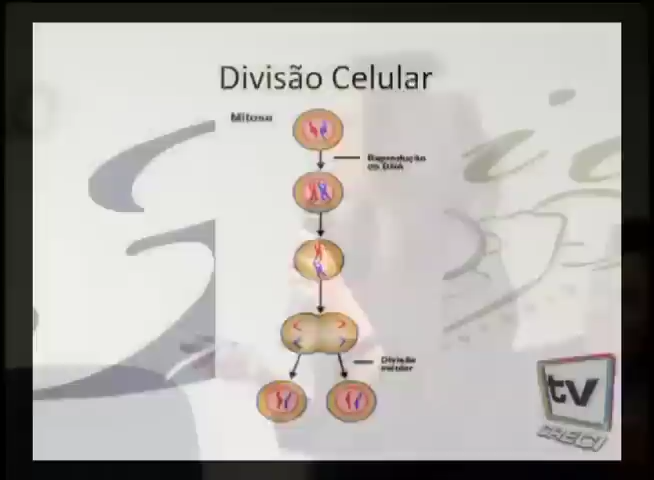 Divisão Celular
Mitose
Reprodução
do DNA
Divisão
celular
tv
CRECI